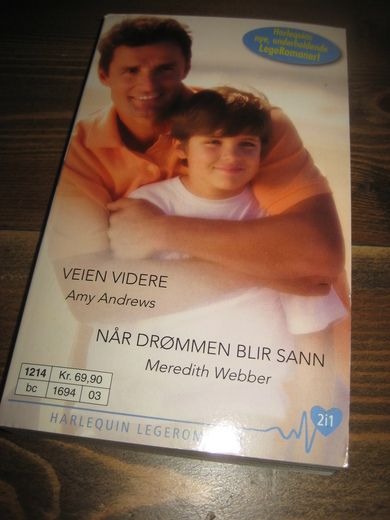 Harlequins
nye, underholdende
LegeRomaner!
VEIEN VIDERE
Amy Andrews
NÅR DRØMMEN BLIR SANN
Meredith Webber
1214 Kr. 69,90
bc 1694 03
2i1
HARLEQUIN LEGEROM